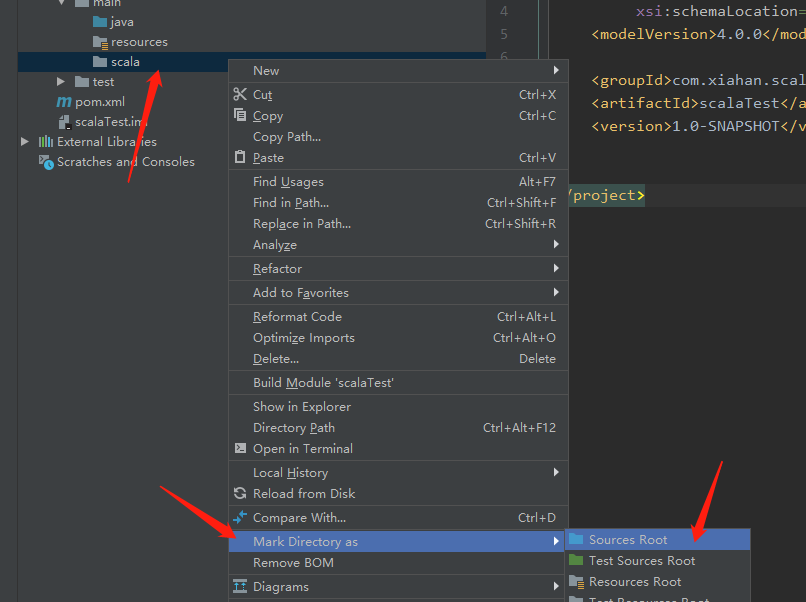 main
java
resources
scala
test
pom.xml
scalaTest.iml
External Libraries
Scratches and Consoles
4
5
6
xsi:schemaLocation=
<modelVersion>4.0.0</mod
<groupId>com.xiahan.scal
<artifactId>scalaTest</a
<version>1.0-SNAPSHOT</v
/project>
New
Cut Ctrl+X
Copy Ctrl+C
Copy Path...
Paste Ctrl+V
Find Usages Alt+F7
Find in Path... Ctrl+Shift+F
Replace in Path... Ctrl+Shift+R
Analyze
Refactor
Add to Favorites
Reformat Code Ctrl+Alt+L
Optimize Imports Ctrl+Alt+O
Delete... Delete
Build Module 'scalaTest'
Show in Explorer
Directory Path Ctrl+Alt+F12
Open in Terminal
Local History
Reload from Disk
Compare With... Ctrl+D
Mark Directory as
Remove BOM
Diagrams
Sources Root
Test Sources Root
Resources Root
Test Resources Root